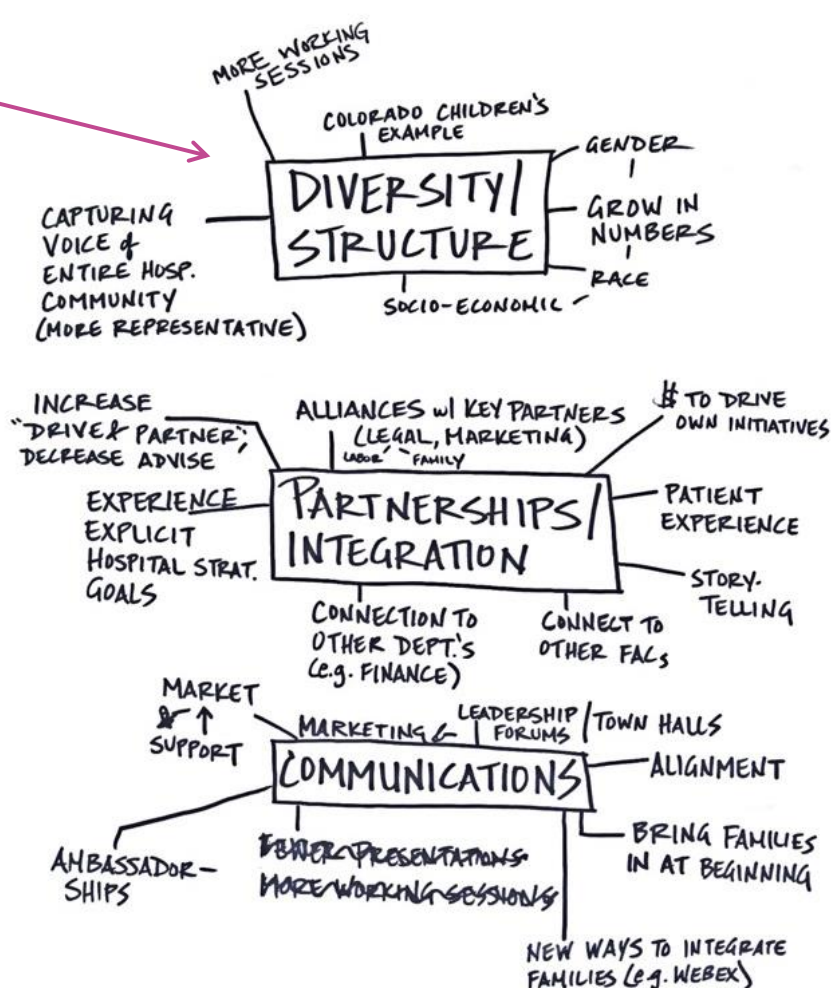 MORE WORKING
SESSIONS
COLORADO CHILDREN'S
EXAMPLE
DIVERSITY/
STRUCTURE
GENDER
GROW IN
NUMBERS
RACE
SOCIO-ECONOMIC
CAPTURING
VOICE of
ENTIRE HOSP.
COMMUNITY
(MORE REPRESENTATIVE)
INCREASE
"DRIVE & PARTNER";
DECREASE ADVISE
ALLIANCES w/ KEY PARTNERS
(LEGAL, MARKETING)
LABOR FAMILY
$ TO DRIVE
OWN INITIATIVES
PARTNERSHIPS/
INTEGRATION
EXPERIENCE
EXPLICIT
HOSPITAL STRAT.
GOALS
PATIENT
EXPERIENCE
STORY-
TELLING
CONNECTION TO
OTHER DEPT.'S
(e.g. FINANCE)
CONNECT TO
OTHER FACs
MARKET
& ↑
SUPPORT
MARKETING &
LEADERSHIP
FORUMS
/TOWN HALLS
COMMUNICATIONS
ALIGNMENT
BRING FAMILIES
IN AT BEGINNING
AMBASSADOR-
SHIPS
FEWER PRESENTATIONS
MORE WORKING SESSIONS
NEW WAYS TO INTEGRATE
FAMILIES (e.g. WEBEX)